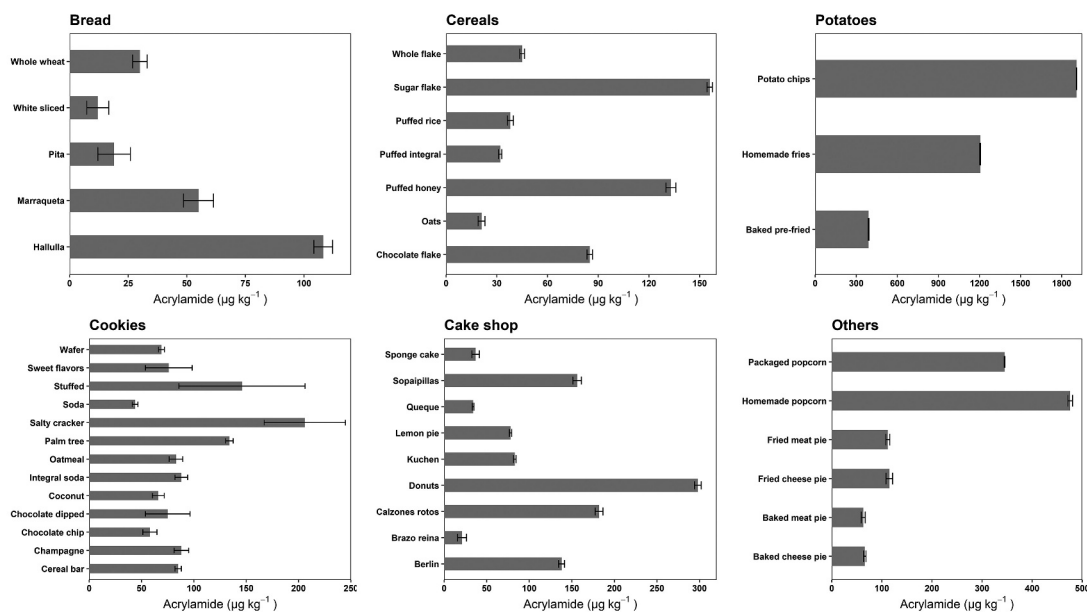 Bread
Whole wheat
White sliced
Pita
Marraqueta
Hallulla
0 25 50 75 100
Acrylamide (µg kg⁻¹)
Cereals
Whole flake
Sugar flake
Puffed rice
Puffed integral
Puffed honey
Oats
Chocolate flake
0 30 60 90 120 150
Acrylamide (µg kg⁻¹)
Potatoes
Potato chips
Homemade fries
Baked pre-fried
0 300 600 900 1200 1500 1800
Acrylamide (µg kg⁻¹)
Cookies
Wafer
Sweet flavors
Stuffed
Soda
Salty cracker
Palm tree
Oatmeal
Integral soda
Coconut
Chocolate dipped
Chocolate chip
Champagne
Cereal bar
0 50 100 150 200 250
Acrylamide (µg kg⁻¹)
Cake shop
Sponge cake
Sopaipillas
Queque
Lemon pie
Kuchen
Donuts
Calzones rotos
Brazo reina
Berlin
0 50 100 150 200 250 300
Acrylamide (µg kg⁻¹)
Others
Packaged popcorn
Homemade popcorn
Fried meat pie
Fried cheese pie
Baked meat pie
Baked cheese pie
0 100 200 300 400 500
Acrylamide (µg kg⁻¹)